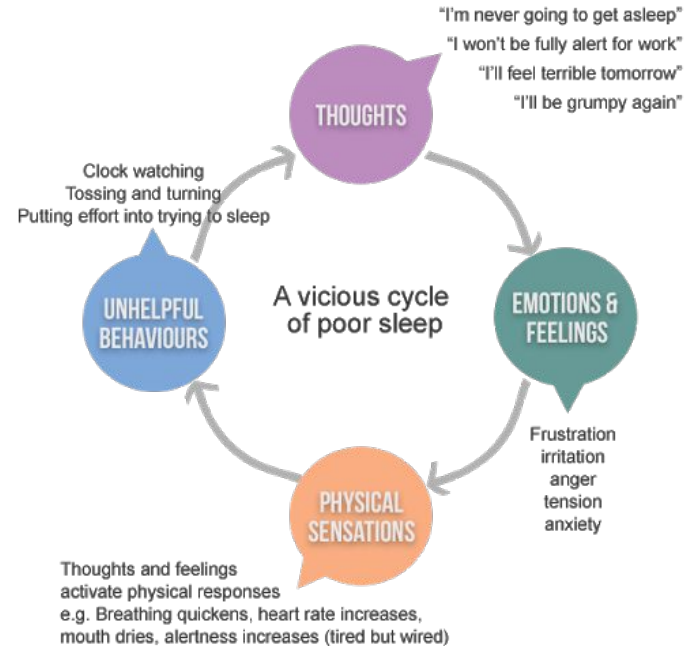 “I’m never going to get asleep”
“I won’t be fully alert for work”
“I’ll feel terrible tomorrow”
“I’ll be grumpy again”
THOUGHTS
Clock watching
Tossing and turning
Putting effort into trying to sleep
UNHELPFUL
BEHAVIOURS
A vicious cycle
of poor sleep
EMOTIONS &
FEELINGS
Frustration
irritation
anger
tension
anxiety
PHYSICAL
SENSATIONS
Thoughts and feelings
activate physical responses
e.g. Breathing quickens, heart rate increases,
mouth dries, alertness increases (tired but wired)